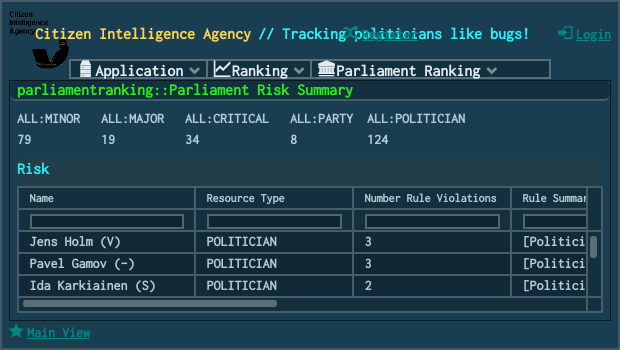 Citizen
Intelligence
Agency
Citizen Intelligence Agency // Tracking politicians like bugs!
Register
Login
Application
Ranking
Parliament Ranking
parliamentranking::Parliament Risk Summary
ALL:MINOR ALL:MAJOR ALL:CRITICAL ALL:PARTY ALL:POLITICIAN
79 19 34 8 124
Risk
Name Resource Type Number Rule Violations Rule Summar
Jens Holm (V) POLITICIAN 3 [Politici
Pavel Gamov (-) POLITICIAN 3 [Politici
Ida Karkiainen (S) POLITICIAN 2 [Politici
Main View